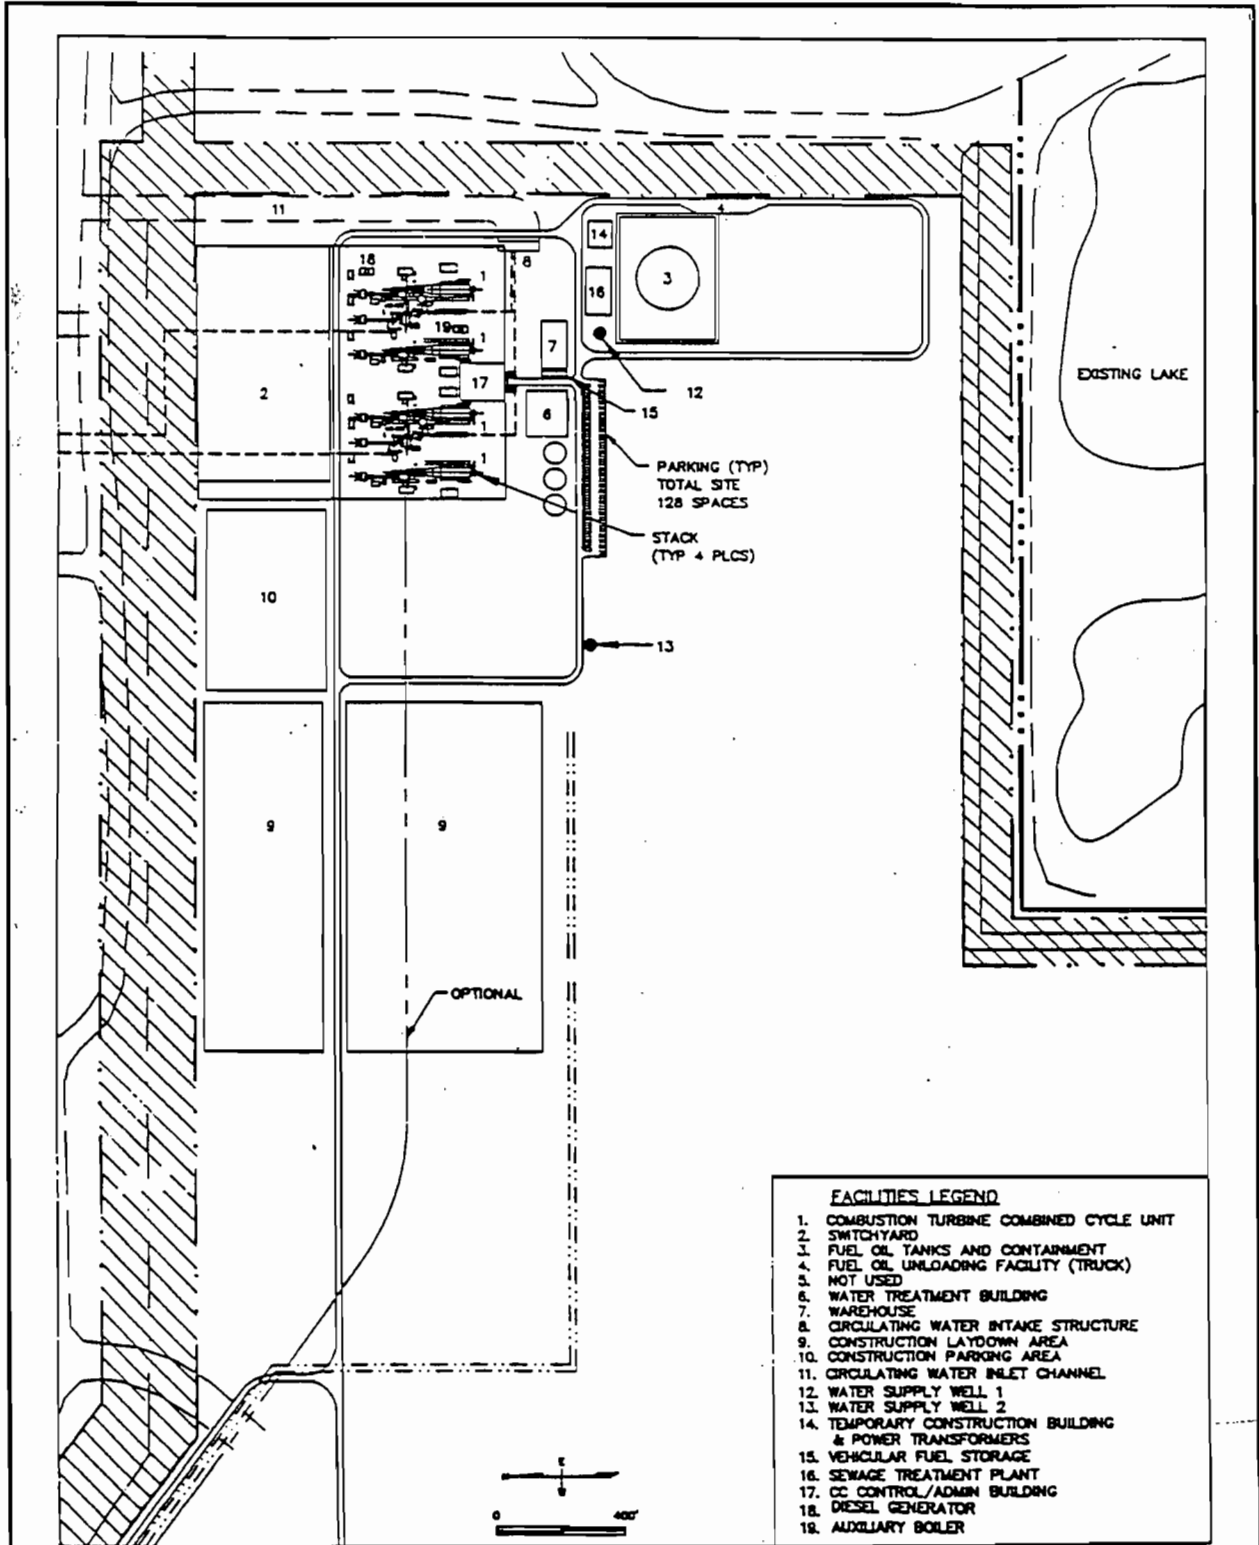 11
4
14
18
8
1
3
16
19
1
7
2
17
12
EXISTING LAKE
15
6
1
1
PARKING (TYP)
TOTAL SITE
128 SPACES
STACK
(TYP 4 PLCS)
10
13
9
9
OPTIONAL
FACILITIES LEGEND
1. COMBUSTION TURBINE COMBINED CYCLE UNIT
2. SWITCHYARD
3. FUEL OIL TANKS AND CONTAINMENT
4. FUEL OIL UNLOADING FACILITY (TRUCK)
5. NOT USED
6. WATER TREATMENT BUILDING
7. WAREHOUSE
8. CIRCULATING WATER INTAKE STRUCTURE
9. CONSTRUCTION LAYDOWN AREA
10. CONSTRUCTION PARKING AREA
11. CIRCULATING WATER INLET CHANNEL
12. WATER SUPPLY WELL 1
13. WATER SUPPLY WELL 2
14. TEMPORARY CONSTRUCTION BUILDING
& POWER TRANSFORMERS
15. VEHICULAR FUEL STORAGE
16. SEWAGE TREATMENT PLANT
17. CC CONTROL/ADMIN BUILDING
18. DIESEL GENERATOR
19. AUXILIARY BOILER
0 400'